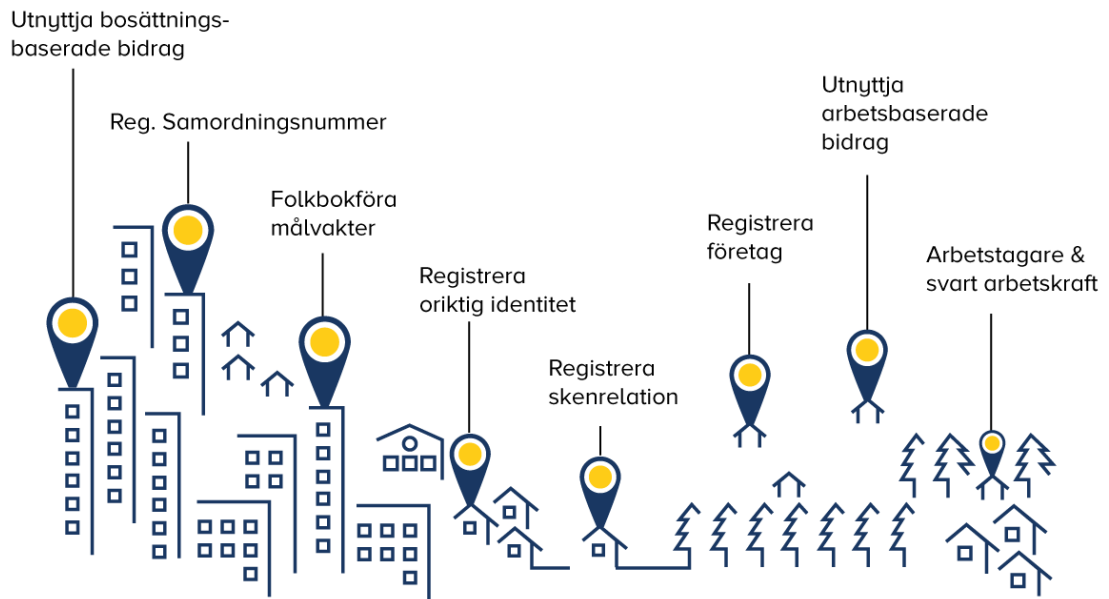 Utnyttja bosättnings-
baserade bidrag
Reg. Samordningsnummer
Folkbokföra
målvakter
Registrera
oriktig identitet
Registrera
skenrelation
Registrera
företag
Utnyttja
arbetsbaserade
bidrag
Arbetstagare &
svart arbetskraft